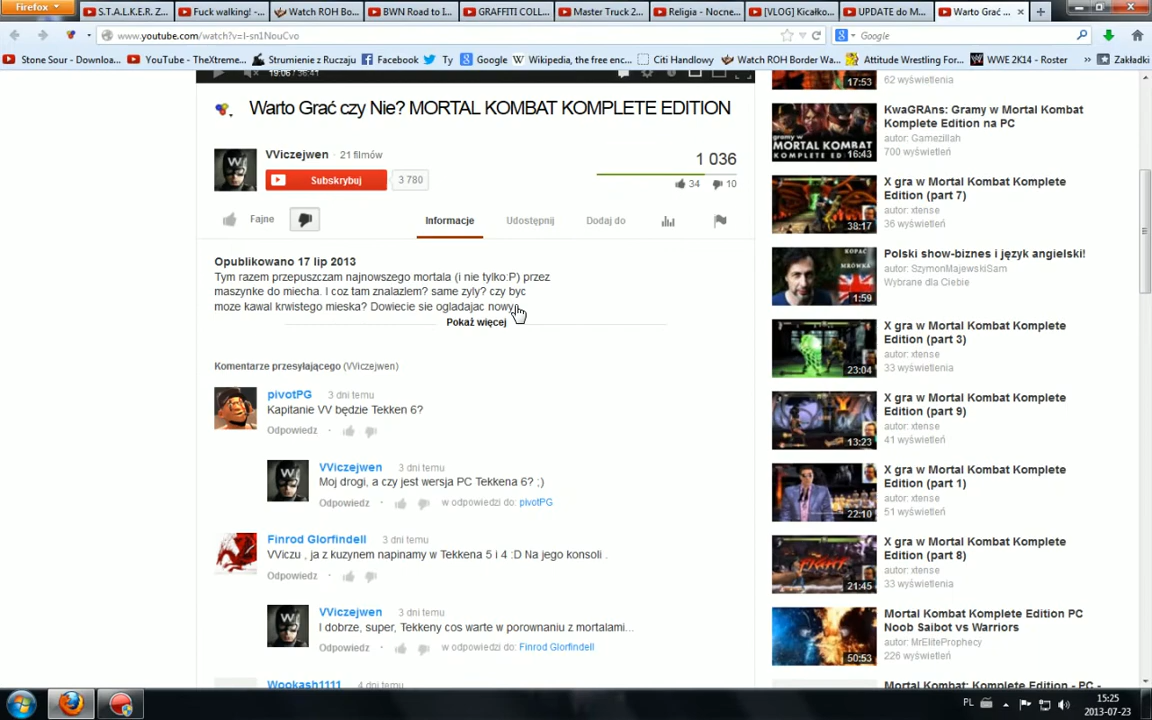 Firefox
S.T.A.L.K.E.R. Z...
Fuck walking! -...
Watch ROH Bo...
BWN Road to I...
GRAFFITI COLL...
Master Truck 2...
Religia - Nocne...
[VLOG] Kicałko...
UPDATE do M...
Warto Grać ...
www.youtube.com/watch?v=I-sn1NouCvo
Google
Stone Sour - Downloa...
YouTube - TheXtreme...
Strumienie z Ruczaju
Facebook
Ty
Google
Wikipedia, the free enc...
Citi Handlowy
Watch ROH Border Wa...
Attitude Wrestling For...
WWE 2K14 - Roster
Zakładki
19:06 / 36:41
Warto Grać czy Nie? MORTAL KOMBAT KOMPLETE EDITION
VViczejwen · 21 filmów
Subskrybuj
3 780
1 036
34
10
Fajne
Informacje
Udostępnij
Dodaj do
Opublikowano 17 lip 2013
Tym razem przepuszczam najnowszego mortala (i nie tylko:P) przez
maszynke do miecha. I coz tam znalazlem? same zyly? czy byc
moze kawal krwistego mieska? Dowiecie sie ogladajac nowy
Pokaż więcej
Komentarze przesyłającego (VViczejwen)
pivotPG 3 dni temu
Kapitanie VV będzie Tekken 6?
Odpowiedz ·
VViczejwen 3 dni temu
Moj drogi, a czy jest wersja PC Tekkena 6? ;)
Odpowiedz · w odpowiedzi do: pivotPG
Finrod Glorfindell 3 dni temu
VViczu , ja z kuzynem napinamy w Tekkena 5 i 4 :D Na jego konsoli .
Odpowiedz ·
VViczejwen 3 dni temu
I dobrze, super, Tekkeny cos warte w porownaniu z mortalami...
Odpowiedz · w odpowiedzi do: Finrod Glorfindell
Wookash1111 4 dni temu
17:53
62 wyświetleń
KwaGRAns: Gramy w Mortal Kombat
Komplete Edition na PC
autor: Gamezillah
700 wyświetleń
gramy w
MORTAL KOMBAT
16:43
X gra w Mortal Kombat Komplete
Edition (part 7)
autor: xtense
36 wyświetleń
38:17
Polski show-biznes i język angielski!
autor: SzymonMajewskiSam
Wybrane dla Ciebie
KOPAĆ
MRÓWKA
1:59
X gra w Mortal Kombat Komplete
Edition (part 3)
autor: xtense
33 wyświetleń
23:04
X gra w Mortal Kombat Komplete
Edition (part 9)
autor: xtense
41 wyświetleń
13:23
X gra w Mortal Kombat Komplete
Edition (part 1)
autor: xtense
51 wyświetleń
22:10
X gra w Mortal Kombat Komplete
Edition (part 8)
autor: xtense
33 wyświetleń
FIGHT
21:45
Mortal Kombat Komplete Edition PC
Noob Saibot vs Warriors
autor: MrEliteProphecy
226 wyświetleń
50:53
Mortal Kombat: Komplete Edition - PC -
PL
15:25
2013-07-23